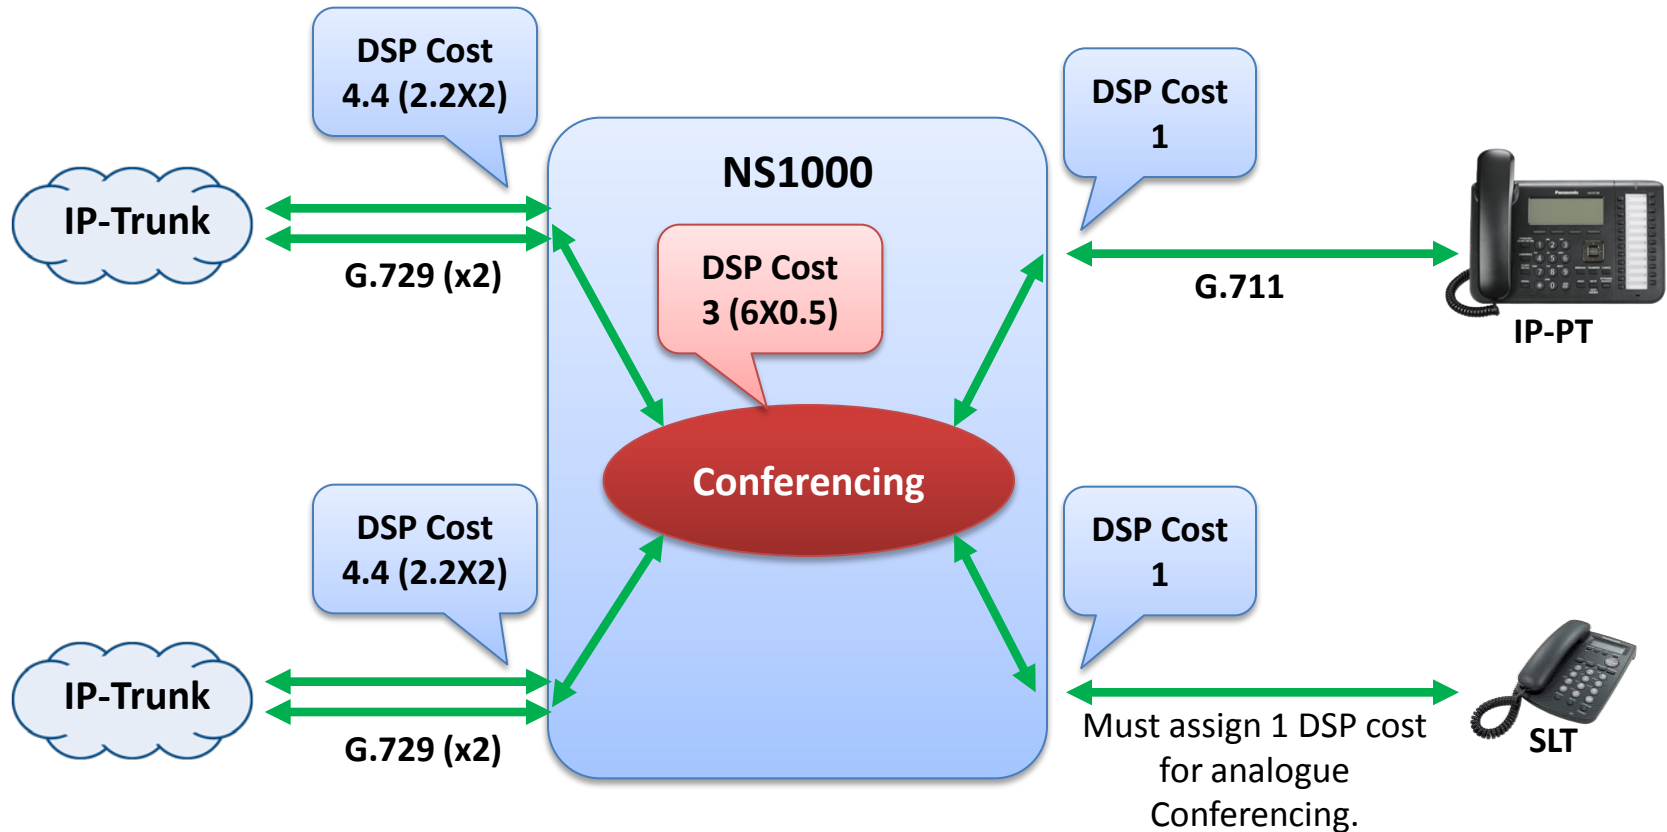 DSP Cost
4.4 (2.2X2)
DSP Cost
1
NS1000
IP-Trunk
G.729 (x2)
DSP Cost
3 (6X0.5)
G.711
Panasonic
IP-PT
Conferencing
DSP Cost
4.4 (2.2X2)
DSP Cost
1
IP-Trunk
G.729 (x2)
Must assign 1 DSP cost
for analogue
Conferencing.
SLT